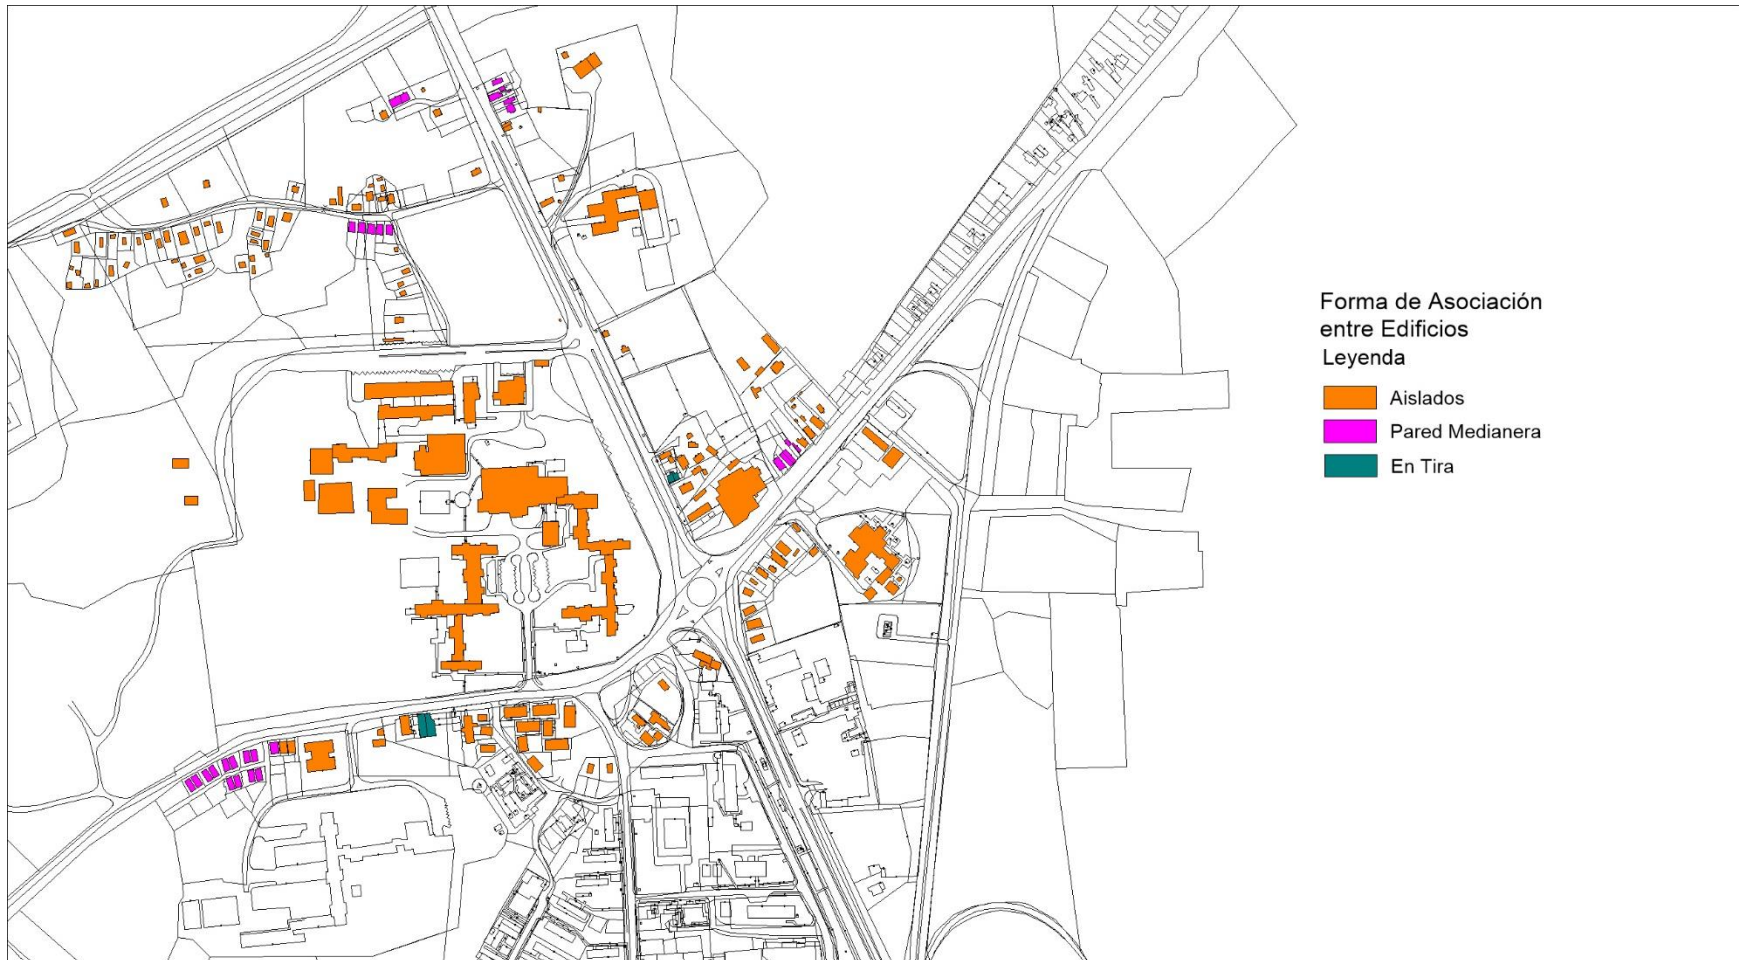 Forma de Asociación
entre Edificios
Leyenda
Aislados
Pared Medianera
En Tira